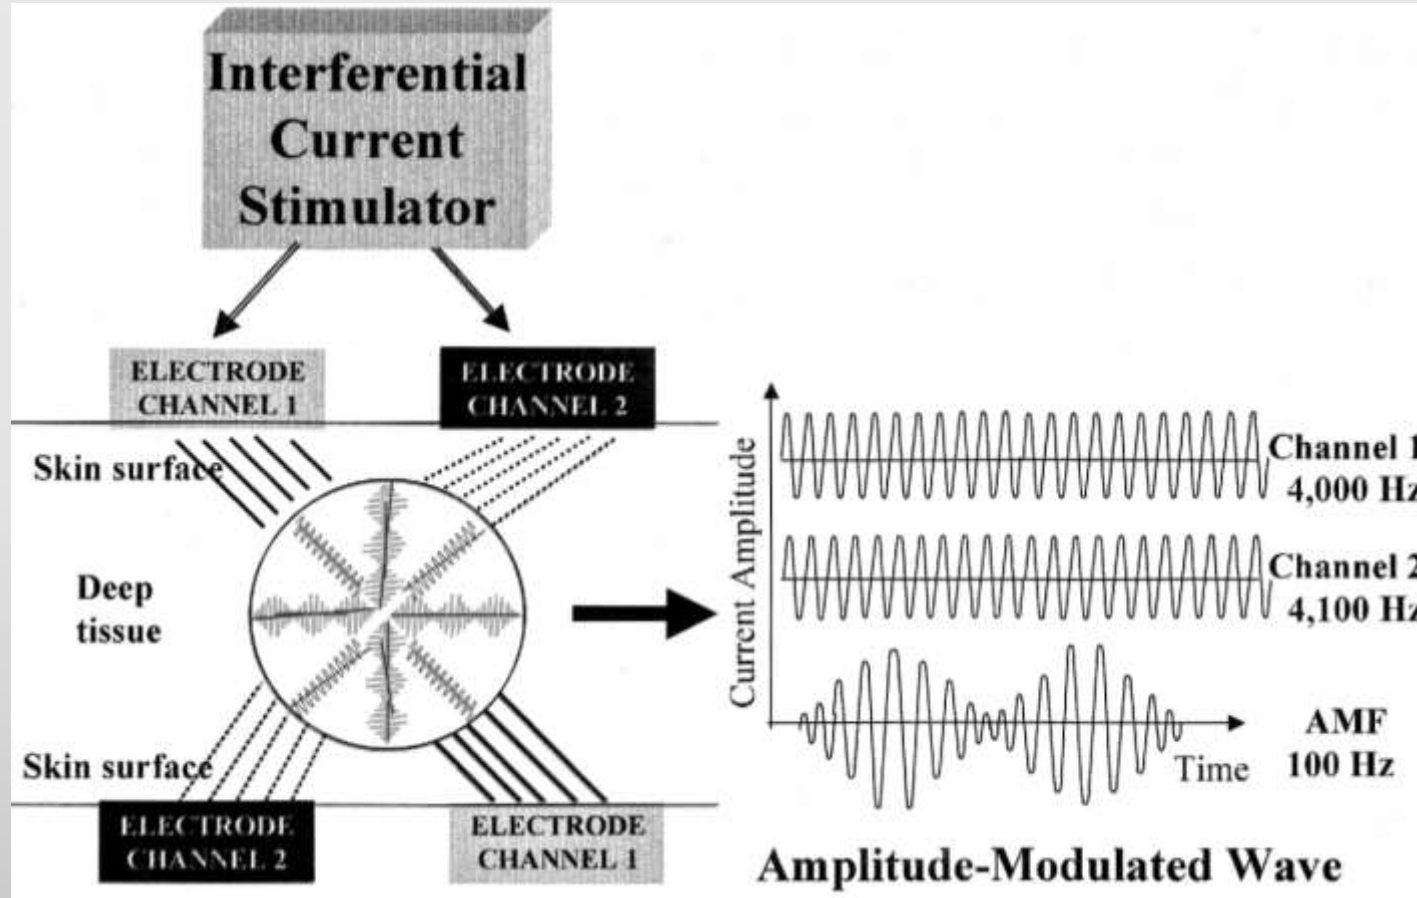 Interferential
Current
Stimulator
ELECTRODE
CHANNEL 1
ELECTRODE
CHANNEL 2
Skin surface
Deep
tissue
Skin surface
ELECTRODE
CHANNEL 2
ELECTRODE
CHANNEL 1
Current Amplitude
Channel 1
4,000 Hz
Channel 2
4,100 Hz
AMF
100 Hz
Time
Amplitude-Modulated Wave